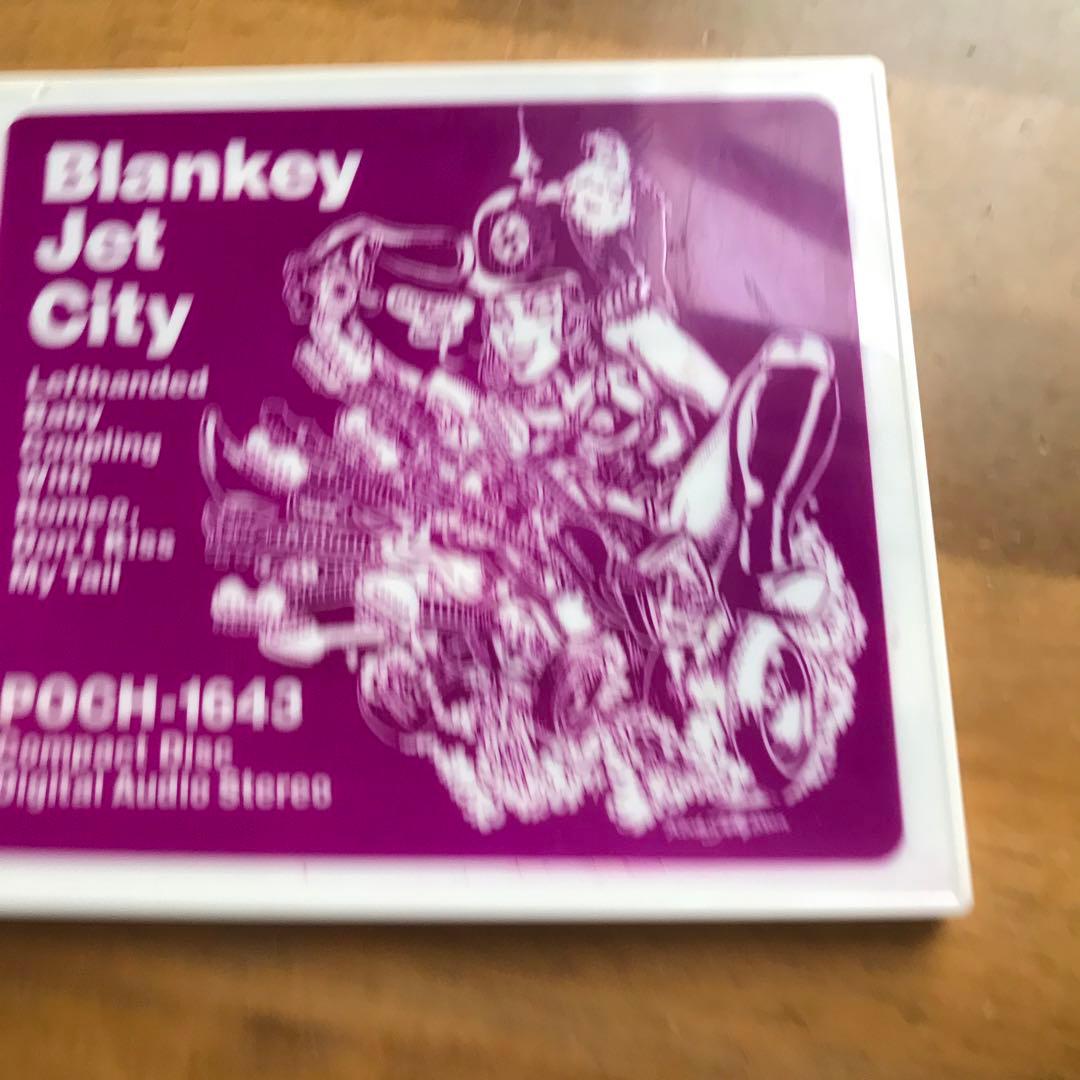 Blankey
Jet
City
Lefthanded
Baby
Coupling
With
Romeo,
Don't Kiss
My Tail
POCH-1643
Compact Disc
Digital Audio Stereo